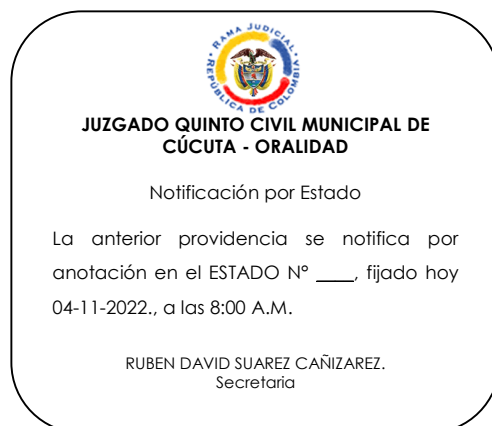 RAMA JUDICIAL
REPÚBLICA DE COLOMBIA
JUZGADO QUINTO CIVIL MUNICIPAL DE
CÚCUTA - ORALIDAD
Notificación por Estado
La anterior providencia se notifica por
anotación en el ESTADO N° ____, fijado hoy
04-11-2022., a las 8:00 A.M.
RUBEN DAVID SUAREZ CAÑIZAREZ.
Secretaria